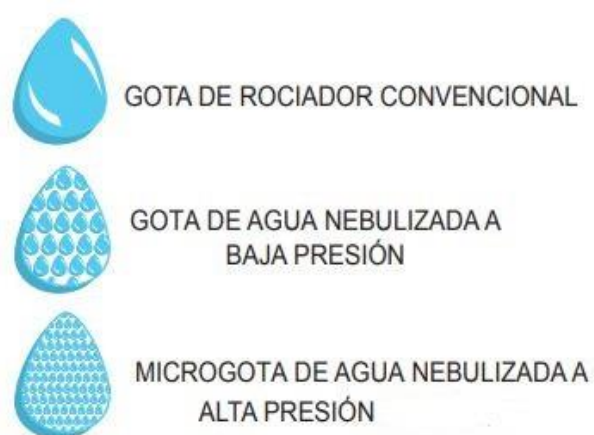 GOTA DE ROCIADOR CONVENCIONAL
GOTA DE AGUA NEBULIZADA A
BAJA PRESIÓN
MICROGOTA DE AGUA NEBULIZADA A
ALTA PRESIÓN